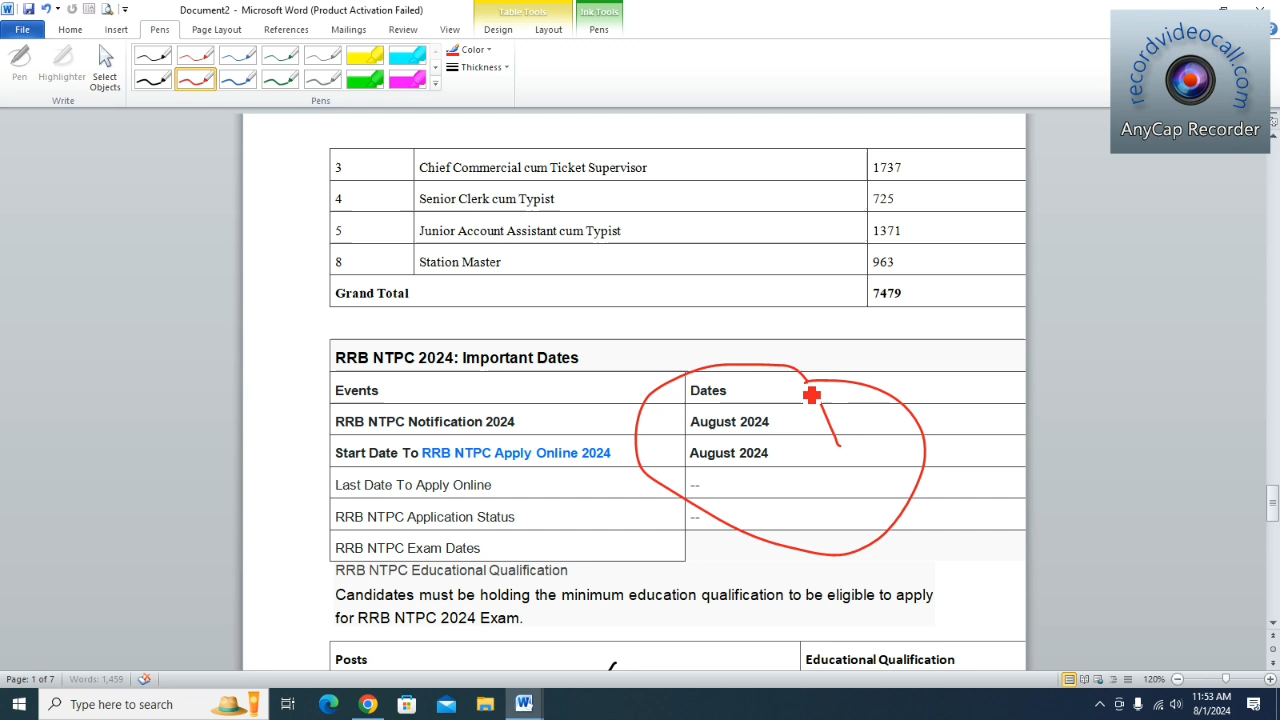 Document2 - Microsoft Word (Product Activation Failed)
Table Tools
Ink Tools
File Home Insert Pens Page Layout References Mailings Review View Design Layout Pens
Pen Highlighter Select Objects
Color
Thickness
Write Pens
recordvideocall.com
AnyCap Recorder
3 Chief Commercial cum Ticket Supervisor 1737
4 Senior Clerk cum Typist 725
5 Junior Account Assistant cum Typist 1371
8 Station Master 963
Grand Total 7479
RRB NTPC 2024: Important Dates
Events Dates
RRB NTPC Notification 2024 August 2024
Start Date To RRB NTPC Apply Online 2024 August 2024
Last Date To Apply Online --
RRB NTPC Application Status --
RRB NTPC Exam Dates
RRB NTPC Educational Qualification
Candidates must be holding the minimum education qualification to be eligible to apply
for RRB NTPC 2024 Exam.
Posts Educational Qualification
Page: 1 of 7 Words: 1,459 120%
Type here to search
11:53 AM
8/1/2024